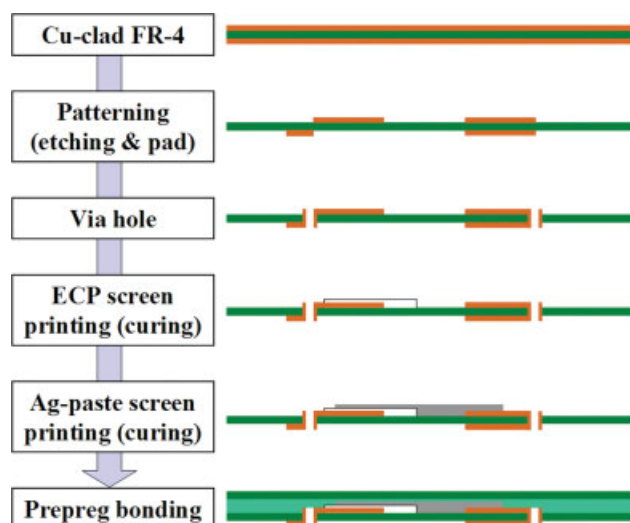 Cu-clad FR-4
Patterning
(etching & pad)
Via hole
ECP screen
printing (curing)
Ag-paste screen
printing (curing)
Prepreg bonding